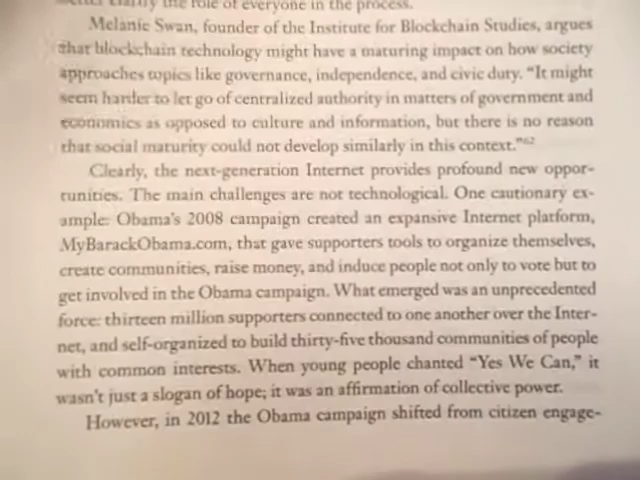 better clarify the role of everyone in the process.
Melanie Swan, founder of the Institute for Blockchain Studies, argues
that blockchain technology might have a maturing impact on how society
approaches topics like governance, independence, and civic duty. “It might
seem harder to let go of centralized authority in matters of government and
economics as opposed to culture and information, but there is no reason
that social maturity could not develop similarly in this context.”62
Clearly, the next-generation Internet provides profound new oppor-
tunities. The main challenges are not technological. One cautionary ex-
ample: Obama’s 2008 campaign created an expansive Internet platform,
MyBarackObama.com, that gave supporters tools to organize themselves,
create communities, raise money, and induce people not only to vote but to
get involved in the Obama campaign. What emerged was an unprecedented
force: thirteen million supporters connected to one another over the Inter-
net, and self-organized to build thirty-five thousand communities of people
with common interests. When young people chanted “Yes We Can,” it
wasn’t just a slogan of hope; it was an affirmation of collective power.
However, in 2012 the Obama campaign shifted from citizen engage-